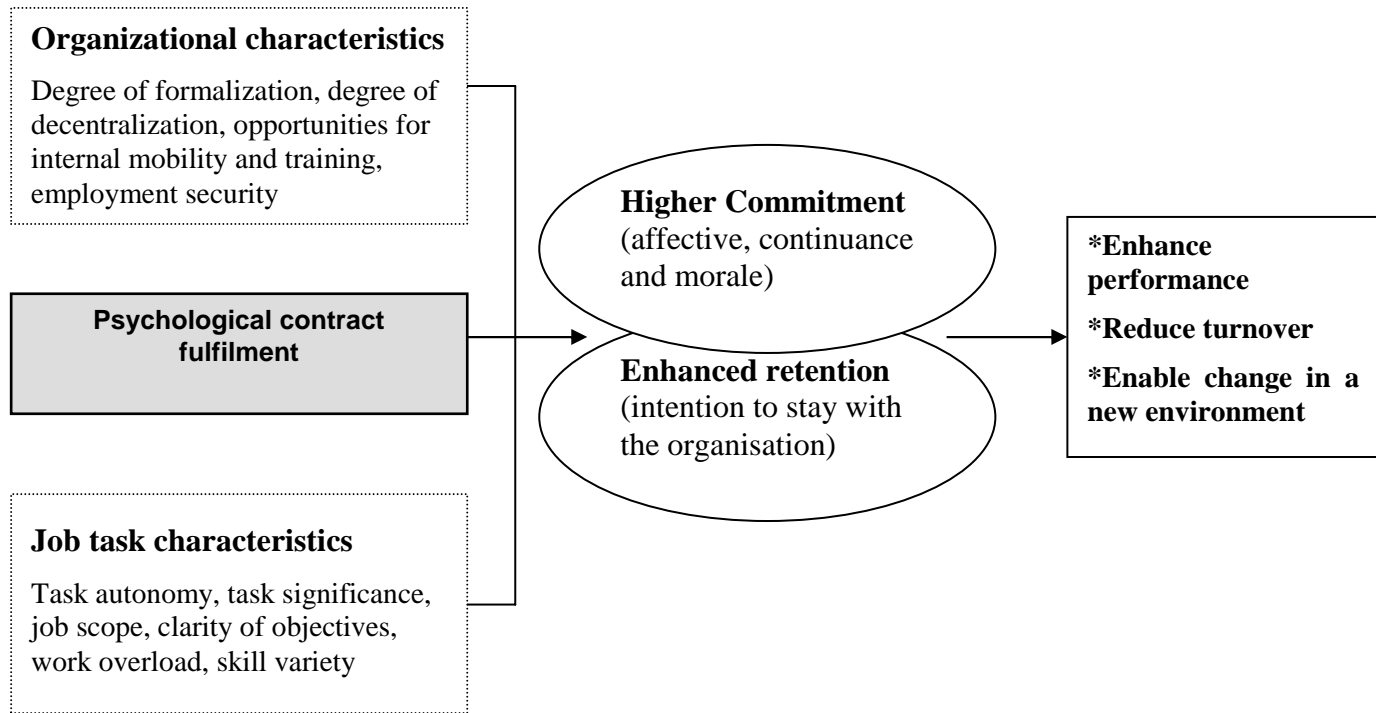 Organizational characteristics
Degree of formalization, degree of
decentralization, opportunities for
internal mobility and training,
employment security
Psychological contract
fulfilment
Job task characteristics
Task autonomy, task significance,
job scope, clarity of objectives,
work overload, skill variety
Higher Commitment
(affective, continuance
and morale)
Enhanced retention
(intention to stay with
the organisation)
*Enhance
performance
*Reduce turnover
*Enable change in a
new environment